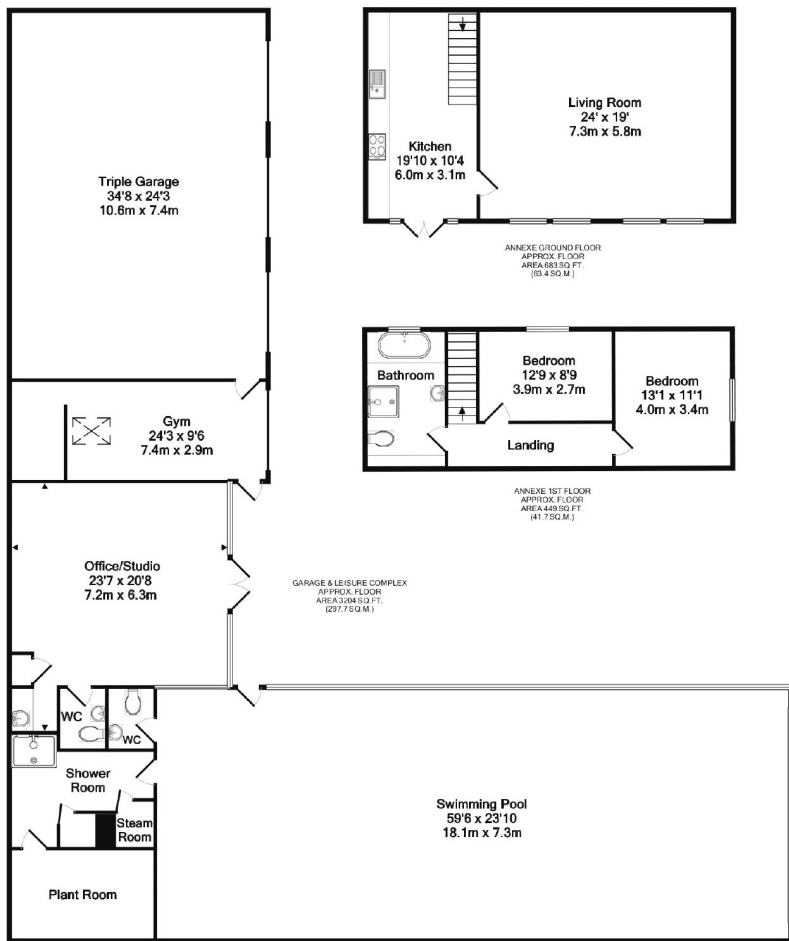 Triple Garage
34'8 x 24'3
10.6m x 7.4m
Gym
24'3 x 9'6
7.4m x 2.9m
Office/Studio
23'7 x 20'8
7.2m x 6.3m
WC
WC
Shower
Room
Steam
Room
Plant Room
Swimming Pool
59'6 x 23'10
18.1m x 7.3m
GARAGE & LEISURE COMPLEX
APPROX. FLOOR
AREA 3204 SQ.FT.
(297.7 SQ.M.)
Kitchen
19'10 x 10'4
6.0m x 3.1m
Living Room
24' x 19'
7.3m x 5.8m
ANNEXE GROUND FLOOR
APPROX. FLOOR
AREA 683 SQ.FT.
(63.4 SQ.M.)
Bathroom
Bedroom
12'9 x 8'9
3.9m x 2.7m
Bedroom
13'1 x 11'1
4.0m x 3.4m
Landing
ANNEXE 1ST FLOOR
APPROX. FLOOR
AREA 449 SQ.FT.
(41.7 SQ.M.)